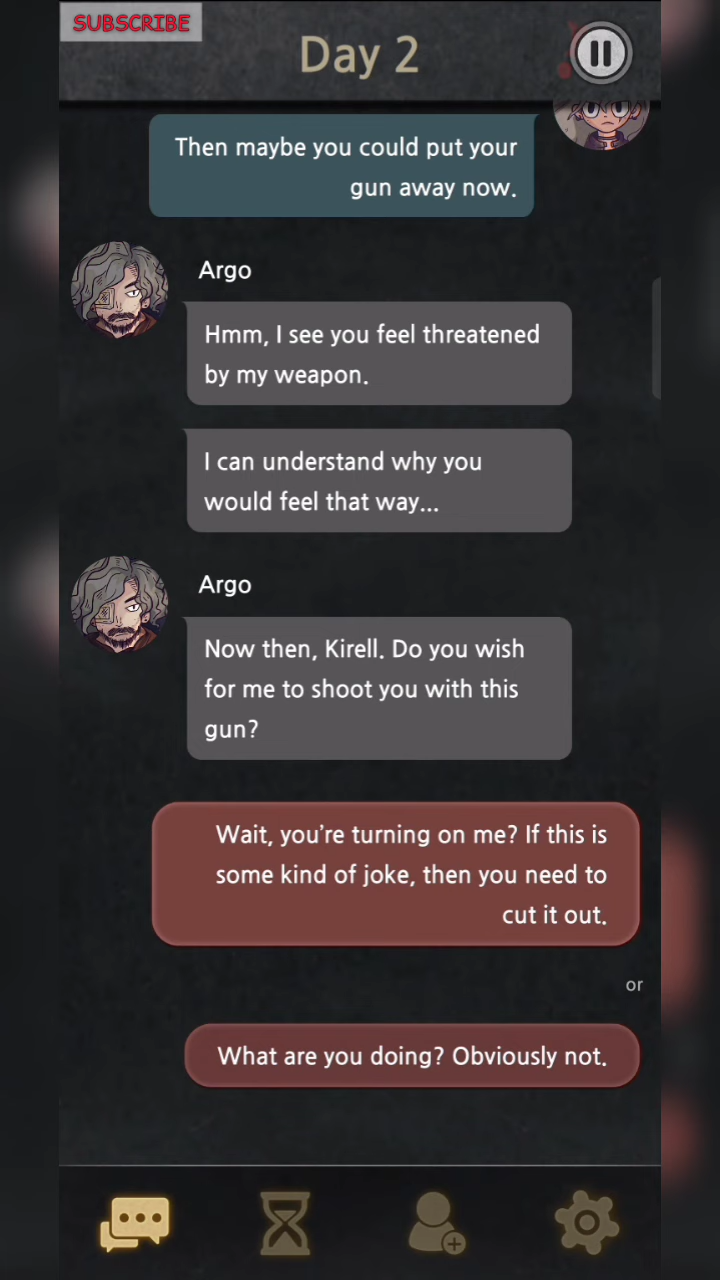 SUBSCRIBE
Day 2
Then maybe you could put your
gun away now.
Argo
Hmm, I see you feel threatened
by my weapon.
I can understand why you
would feel that way...
Argo
Now then, Kirell. Do you wish
for me to shoot you with this
gun?
Wait, you’re turning on me? If this is
some kind of joke, then you need to
cut it out.
or
What are you doing? Obviously not.